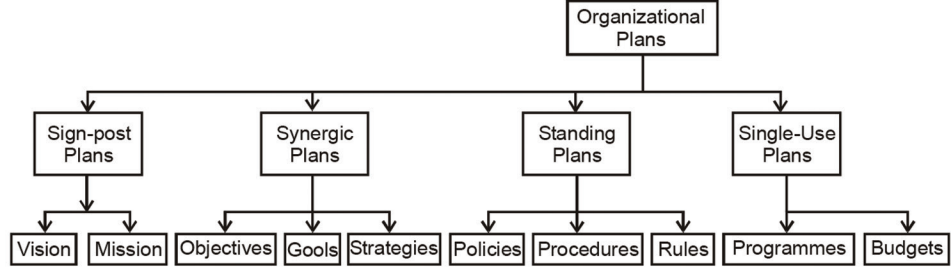 Organizational
Plans
Sign-post
Plans
Synergic
Plans
Standing
Plans
Single-Use
Plans
Vision
Mission
Objectives
Gools
Strategies
Policies
Procedures
Rules
Programmes
Budgets